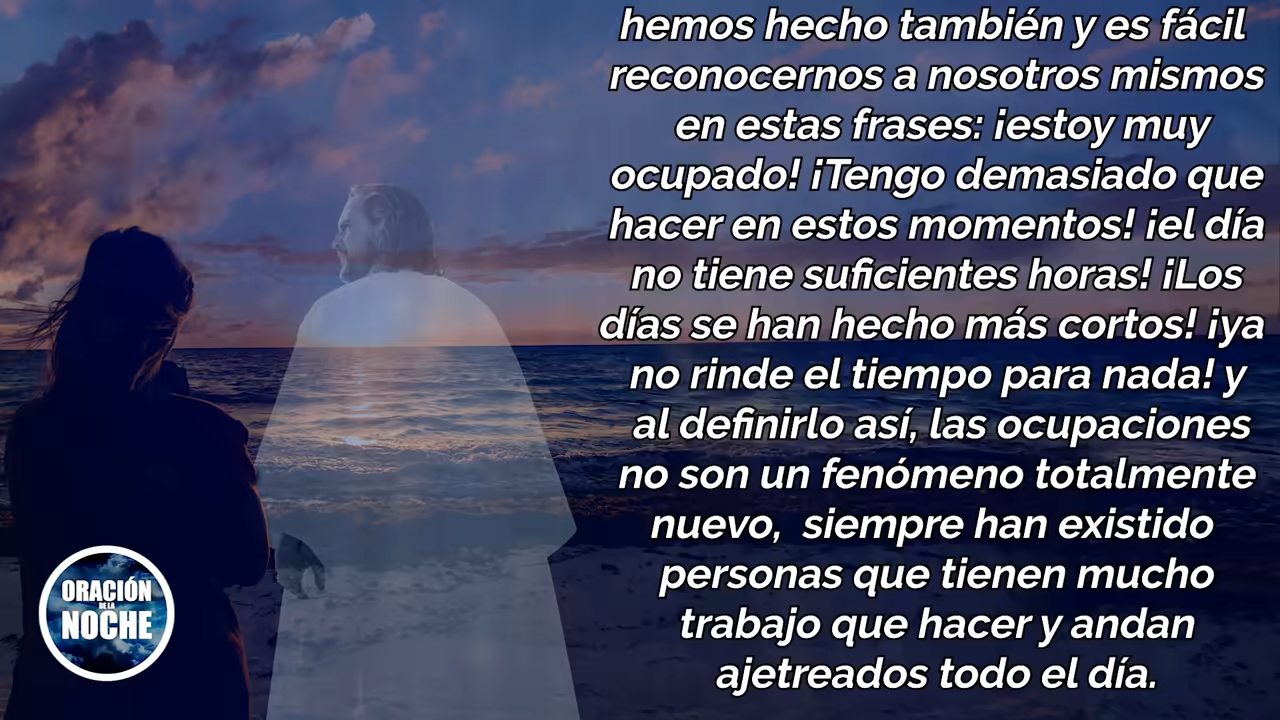 hemos hecho también y es fácil
reconocernos a nosotros mismos
en estas frases: ¡estoy muy
ocupado! ¡Tengo demasiado que
hacer en estos momentos! ¡el día
no tiene suficientes horas! ¡Los
días se han hecho más cortos! ¡ya
no rinde el tiempo para nada! y
al definirlo así, las ocupaciones
no son un fenómeno totalmente
nuevo,  siempre han existido
personas que tienen mucho
trabajo que hacer y andan
ajetreados todo el día.
ORACIÓN
DE LA
NOCHE